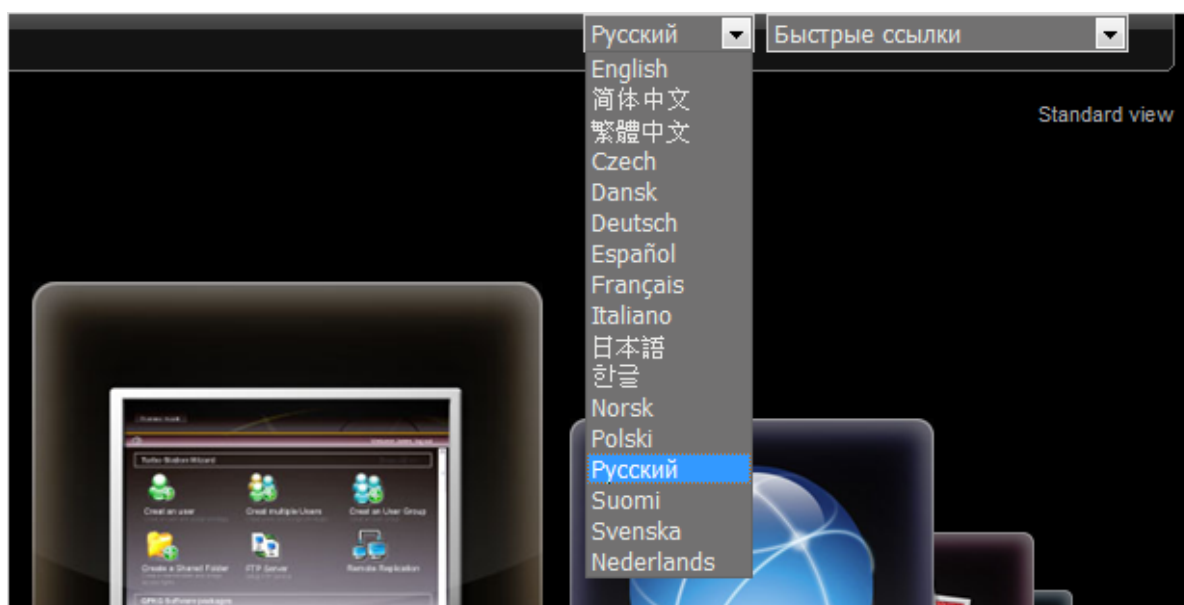 Русский Быстрые ссылки
English
简体中文
繁體中文
Standard view
Czech
Dansk
Deutsch
Español
Français
Italiano
日本語
한글
Norsk
Polski
Русский
Suomi
Svenska
Nederlands
Turbo Station Wizard
Creat an user Creat multiple Users Creat an User Group
Create a Shared Folder FTP Server Remote Replication
QPKG Software packages